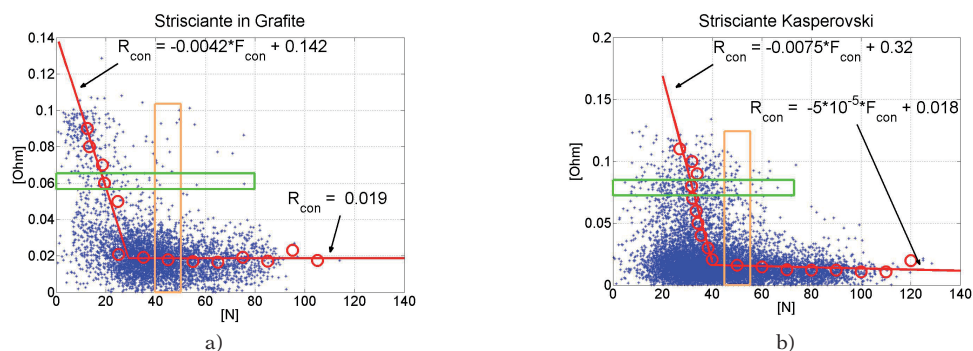 Strisciante in Grafite
R_con = -0.0042*F_con + 0.142
R_con = 0.019
[Ohm]
0.14
0.12
0.1
0.08
0.06
0.04
0.02
0
0 20 40 60 80 100 120 140
[N]
a)
Strisciante Kasperovski
R_con = -0.0075*F_con + 0.32
R_con = -5*10^-5*F_con + 0.018
[Ohm]
0.2
0.15
0.1
0.05
0
0 20 40 60 80 100 120 140
[N]
b)